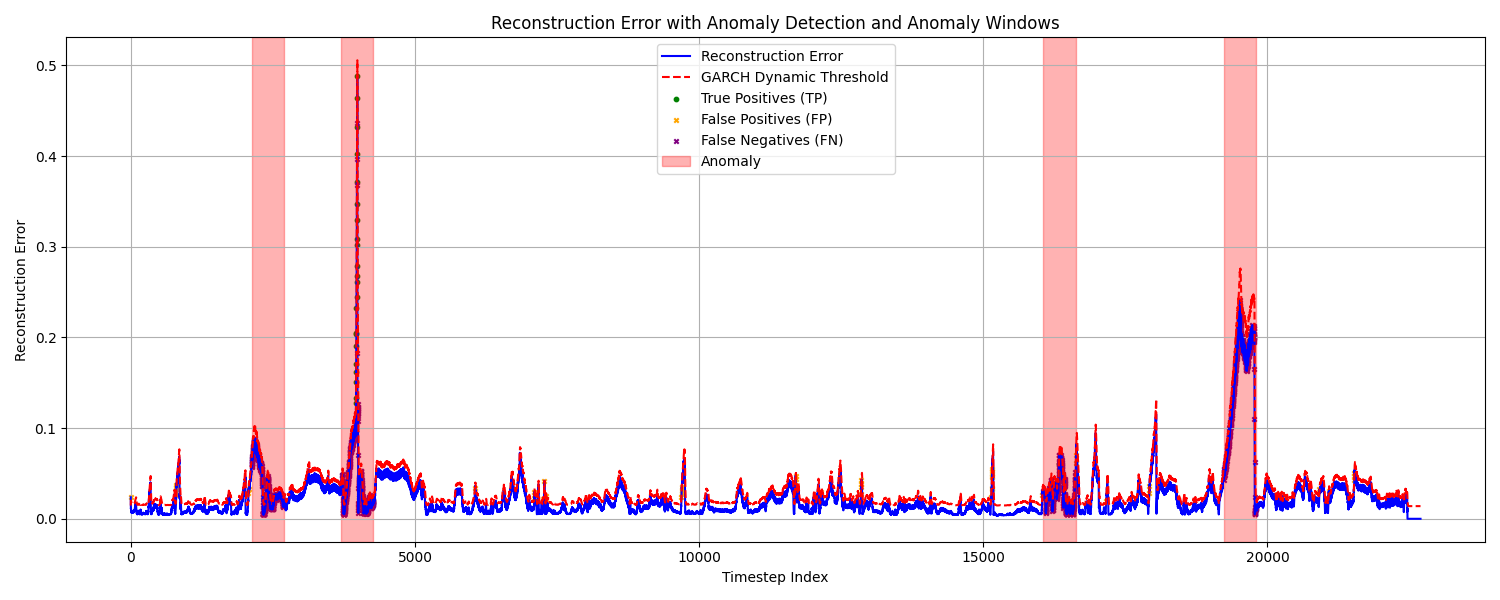 Reconstruction Error with Anomaly Detection and Anomaly Windows
Reconstruction Error
GARCH Dynamic Threshold
True Positives (TP)
False Positives (FP)
False Negatives (FN)
Anomaly
Reconstruction Error
0.5
0.4
0.3
0.2
0.1
0.0
0 5000 10000 15000 20000
Timestep Index